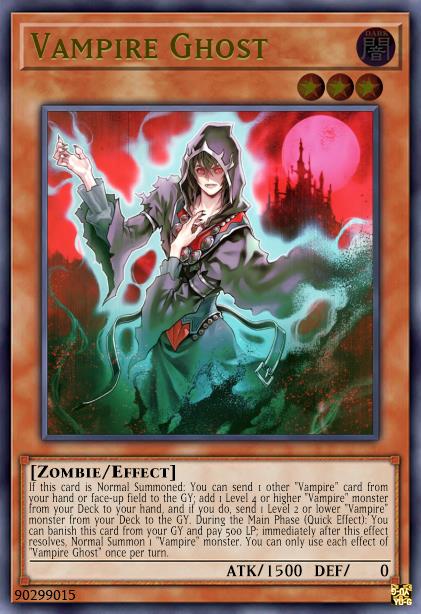 Vampire Ghost
DARK
闇
[Zombie/Effect]
If this card is Normal Summoned: You can send 1 other "Vampire" card from
your hand or face-up field to the GY; add 1 Level 4 or higher "Vampire" monster
from your Deck to your hand, and if you do, send 1 Level 2 or lower "Vampire"
monster from your Deck to the GY. During the Main Phase (Quick Effect): You
can banish this card from your GY and pay 500 LP; immediately after this effect
resolves, Normal Summon 1 "Vampire" monster. You can only use each effect of
"Vampire Ghost" once per turn.
ATK/1500 DEF/ 0
90299015